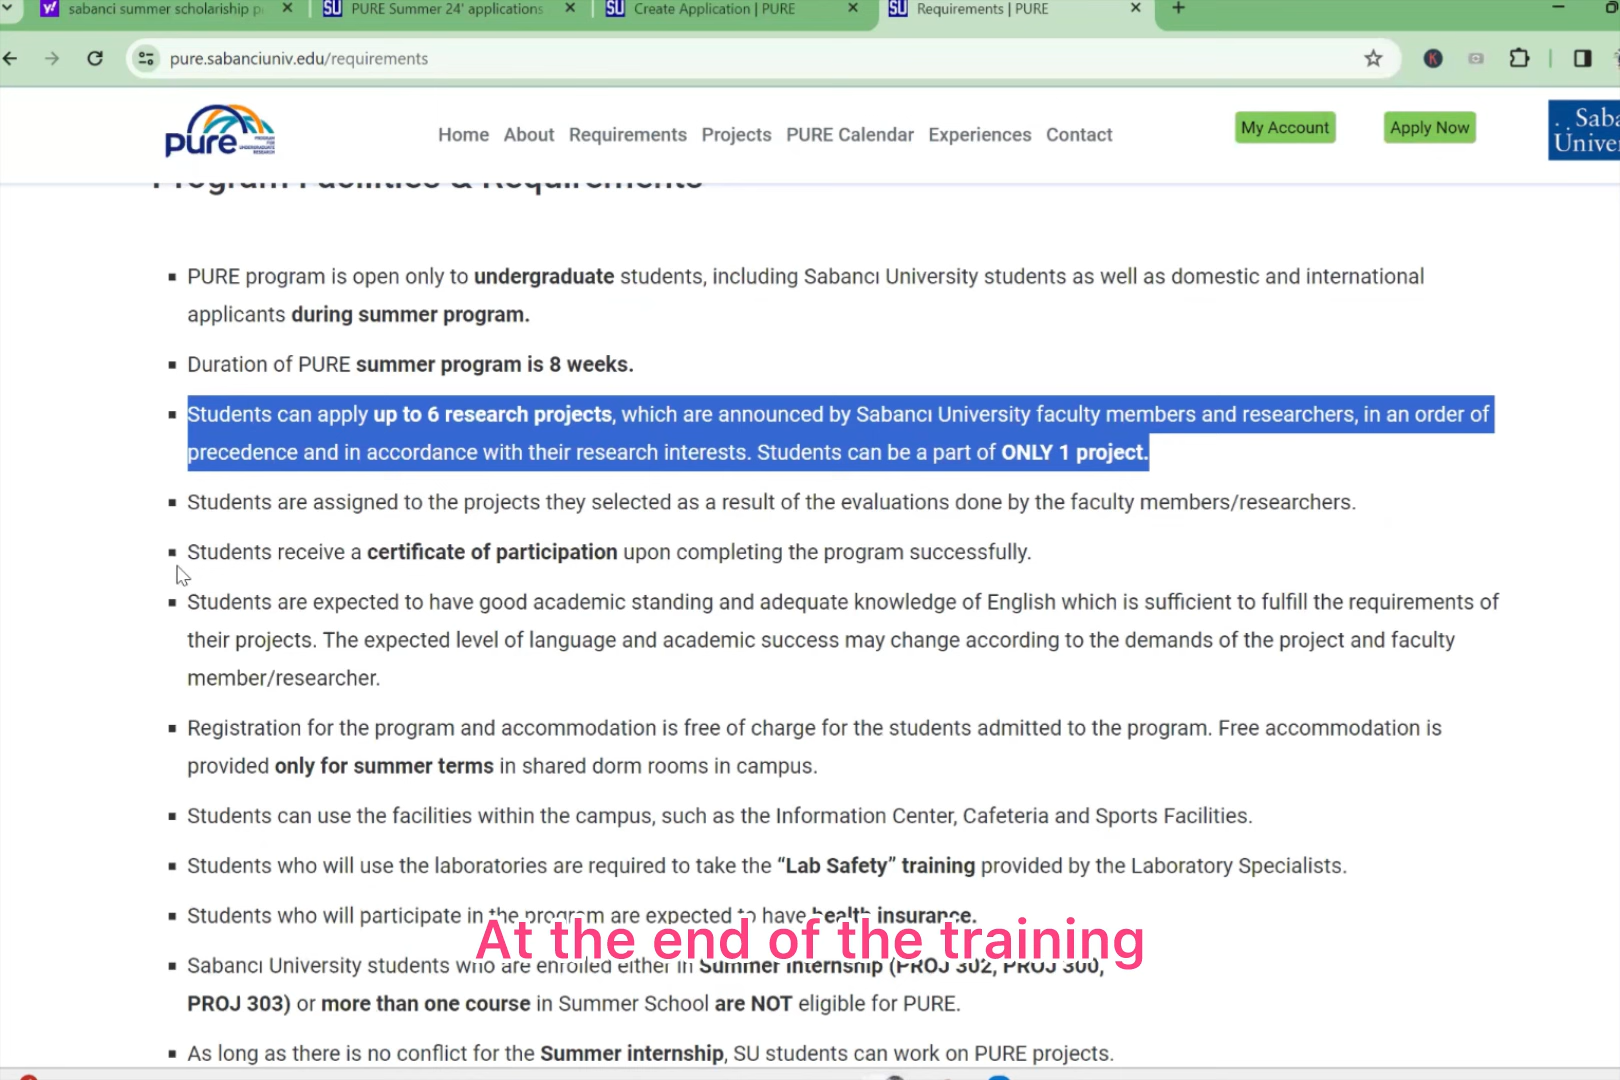 sabanci summer scholarship p
PURE Summer 24' applications
Create Application | PURE
Requirements | PURE
pure.sabanciuniv.edu/requirements
pure
PROGRAM FOR UNDERGRADUATE RESEARCH
Home About Requirements Projects PURE Calendar Experiences Contact
My Account
Apply Now
Saba
Unive
Program Facilities & Requirements
▪ PURE program is open only to undergraduate students, including Sabancı University students as well as domestic and international
applicants during summer program.
▪ Duration of PURE summer program is 8 weeks.
▪ Students can apply up to 6 research projects, which are announced by Sabancı University faculty members and researchers, in an order of
precedence and in accordance with their research interests. Students can be a part of ONLY 1 project.
▪ Students are assigned to the projects they selected as a result of the evaluations done by the faculty members/researchers.
▪ Students receive a certificate of participation upon completing the program successfully.
▪ Students are expected to have good academic standing and adequate knowledge of English which is sufficient to fulfill the requirements of
their projects. The expected level of language and academic success may change according to the demands of the project and faculty
member/researcher.
▪ Registration for the program and accommodation is free of charge for the students admitted to the program. Free accommodation is
provided only for summer terms in shared dorm rooms in campus.
▪ Students can use the facilities within the campus, such as the Information Center, Cafeteria and Sports Facilities.
▪ Students who will use the laboratories are required to take the “Lab Safety” training provided by the Laboratory Specialists.
▪ Students who will participate in the program are expected to have health insurance.
At the end of the training
▪ Sabancı University students who are enrolled either in Summer Internship (PROJ 302, PROJ 300,
PROJ 303) or more than one course in Summer School are NOT eligible for PURE.
▪ As long as there is no conflict for the Summer internship, SU students can work on PURE projects.